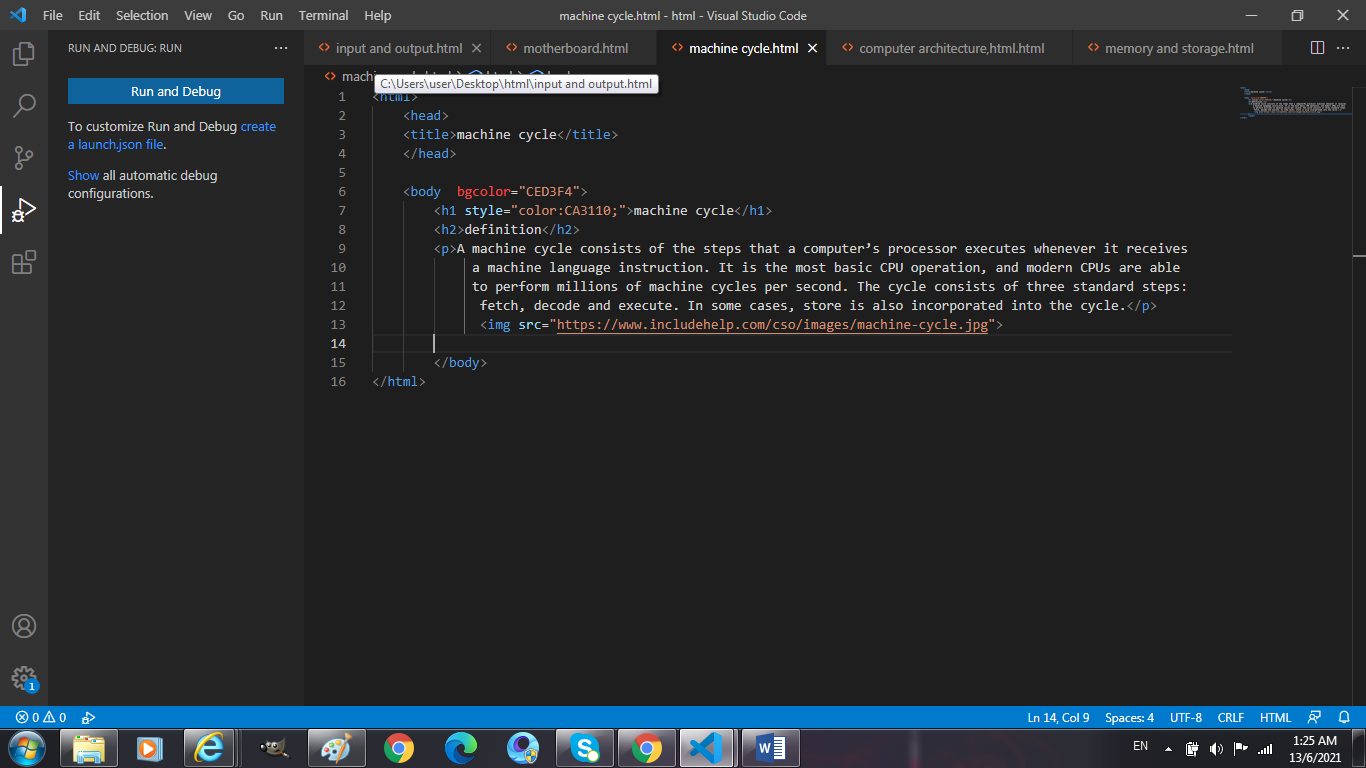 File Edit Selection View Go Run Terminal Help machine cycle.html - html - Visual Studio Code
RUN AND DEBUG: RUN ···
Run and Debug
To customize Run and Debug create
a launch.json file.
Show all automatic debug
configurations.
input and output.html motherboard.html machine cycle.html computer architecture,html.html memory and storage.html
C:\Users\user\Desktop\html\input and output.html
1 <html>
2 <head>
3 <title>machine cycle</title>
4 </head>
5
6 <body  bgcolor="CED3F4">
7 <h1 style="color:CA3110;">machine cycle</h1>
8 <h2>definition</h2>
9 <p>A machine cycle consists of the steps that a computer’s processor executes whenever it receives
10 a machine language instruction. It is the most basic CPU operation, and modern CPUs are able
11 to perform millions of machine cycles per second. The cycle consists of three standard steps:
12 fetch, decode and execute. In some cases, store is also incorporated into the cycle.</p>
13 <img src="https://www.includehelp.com/cso/images/machine-cycle.jpg">
14
15 </body>
16 </html>
1
0 0 Ln 14, Col 9 Spaces: 4 UTF-8 CRLF HTML
EN 1:25 AM
13/6/2021